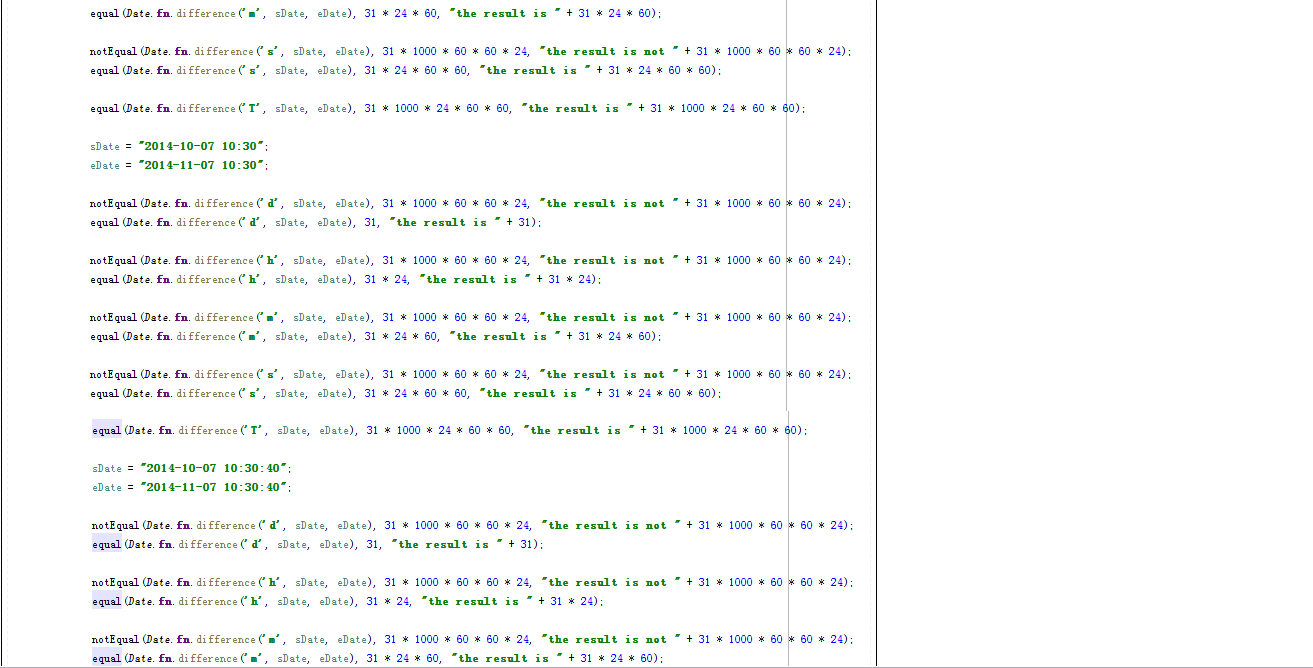 equal(Date.fn.difference('m', sDate, eDate), 31 * 24 * 60, "the result is " + 31 * 24 * 60);
notEqual(Date.fn.difference('s', sDate, eDate), 31 * 1000 * 60 * 60 * 24, "the result is not " + 31 * 1000 * 60 * 60 * 24);
equal(Date.fn.difference('s', sDate, eDate), 31 * 24 * 60 * 60, "the result is " + 31 * 24 * 60 * 60);
equal(Date.fn.difference('T', sDate, eDate), 31 * 1000 * 24 * 60 * 60, "the result is " + 31 * 1000 * 24 * 60 * 60);
sDate = "2014-10-07 10:30";
eDate = "2014-11-07 10:30";
notEqual(Date.fn.difference('d', sDate, eDate), 31 * 1000 * 60 * 60 * 24, "the result is not " + 31 * 1000 * 60 * 60 * 24);
equal(Date.fn.difference('d', sDate, eDate), 31, "the result is " + 31);
notEqual(Date.fn.difference('h', sDate, eDate), 31 * 1000 * 60 * 60 * 24, "the result is not " + 31 * 1000 * 60 * 60 * 24);
equal(Date.fn.difference('h', sDate, eDate), 31 * 24, "the result is " + 31 * 24);
notEqual(Date.fn.difference('m', sDate, eDate), 31 * 1000 * 60 * 60 * 24, "the result is not " + 31 * 1000 * 60 * 60 * 24);
equal(Date.fn.difference('m', sDate, eDate), 31 * 24 * 60, "the result is " + 31 * 24 * 60);
notEqual(Date.fn.difference('s', sDate, eDate), 31 * 1000 * 60 * 60 * 24, "the result is not " + 31 * 1000 * 60 * 60 * 24);
equal(Date.fn.difference('s', sDate, eDate), 31 * 24 * 60 * 60, "the result is " + 31 * 24 * 60 * 60);
equal(Date.fn.difference('T', sDate, eDate), 31 * 1000 * 24 * 60 * 60, "the result is " + 31 * 1000 * 24 * 60 * 60);
sDate = "2014-10-07 10:30:40";
eDate = "2014-11-07 10:30:40";
notEqual(Date.fn.difference('d', sDate, eDate), 31 * 1000 * 60 * 60 * 24, "the result is not " + 31 * 1000 * 60 * 60 * 24);
equal(Date.fn.difference('d', sDate, eDate), 31, "the result is " + 31);
notEqual(Date.fn.difference('h', sDate, eDate), 31 * 1000 * 60 * 60 * 24, "the result is not " + 31 * 1000 * 60 * 60 * 24);
equal(Date.fn.difference('h', sDate, eDate), 31 * 24, "the result is " + 31 * 24);
notEqual(Date.fn.difference('m', sDate, eDate), 31 * 1000 * 60 * 60 * 24, "the result is not " + 31 * 1000 * 60 * 60 * 24);
equal(Date.fn.difference('m', sDate, eDate), 31 * 24 * 60, "the result is " + 31 * 24 * 60);